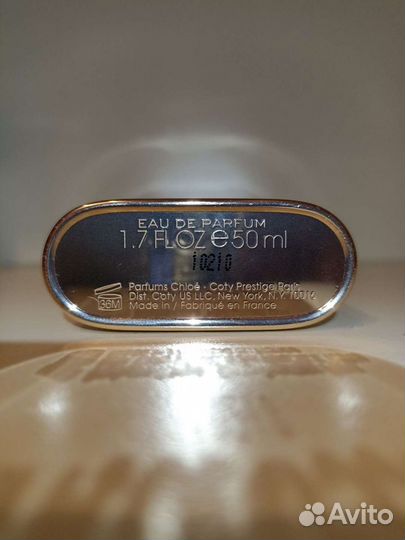 EAU DE PARFUM
1.7 FL OZ e 50 ml
10210
Parfums Chloé · Coty Prestige Paris
Dist. Coty US LLC. New York, N.Y. 10016
36M
Made in / Fabriqué en France
Avito